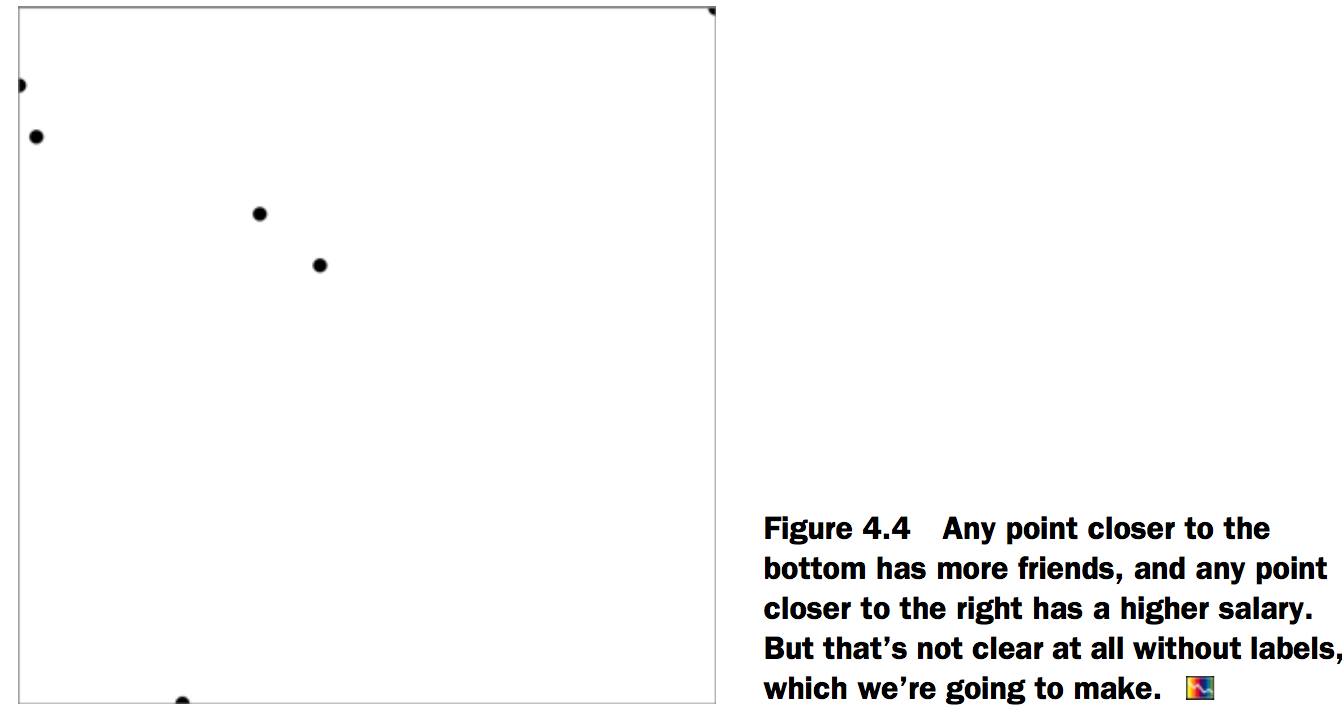 Figure 4.4 Any point closer to the
bottom has more friends, and any point
closer to the right has a higher salary.
But that’s not clear at all without labels,
which we’re going to make.